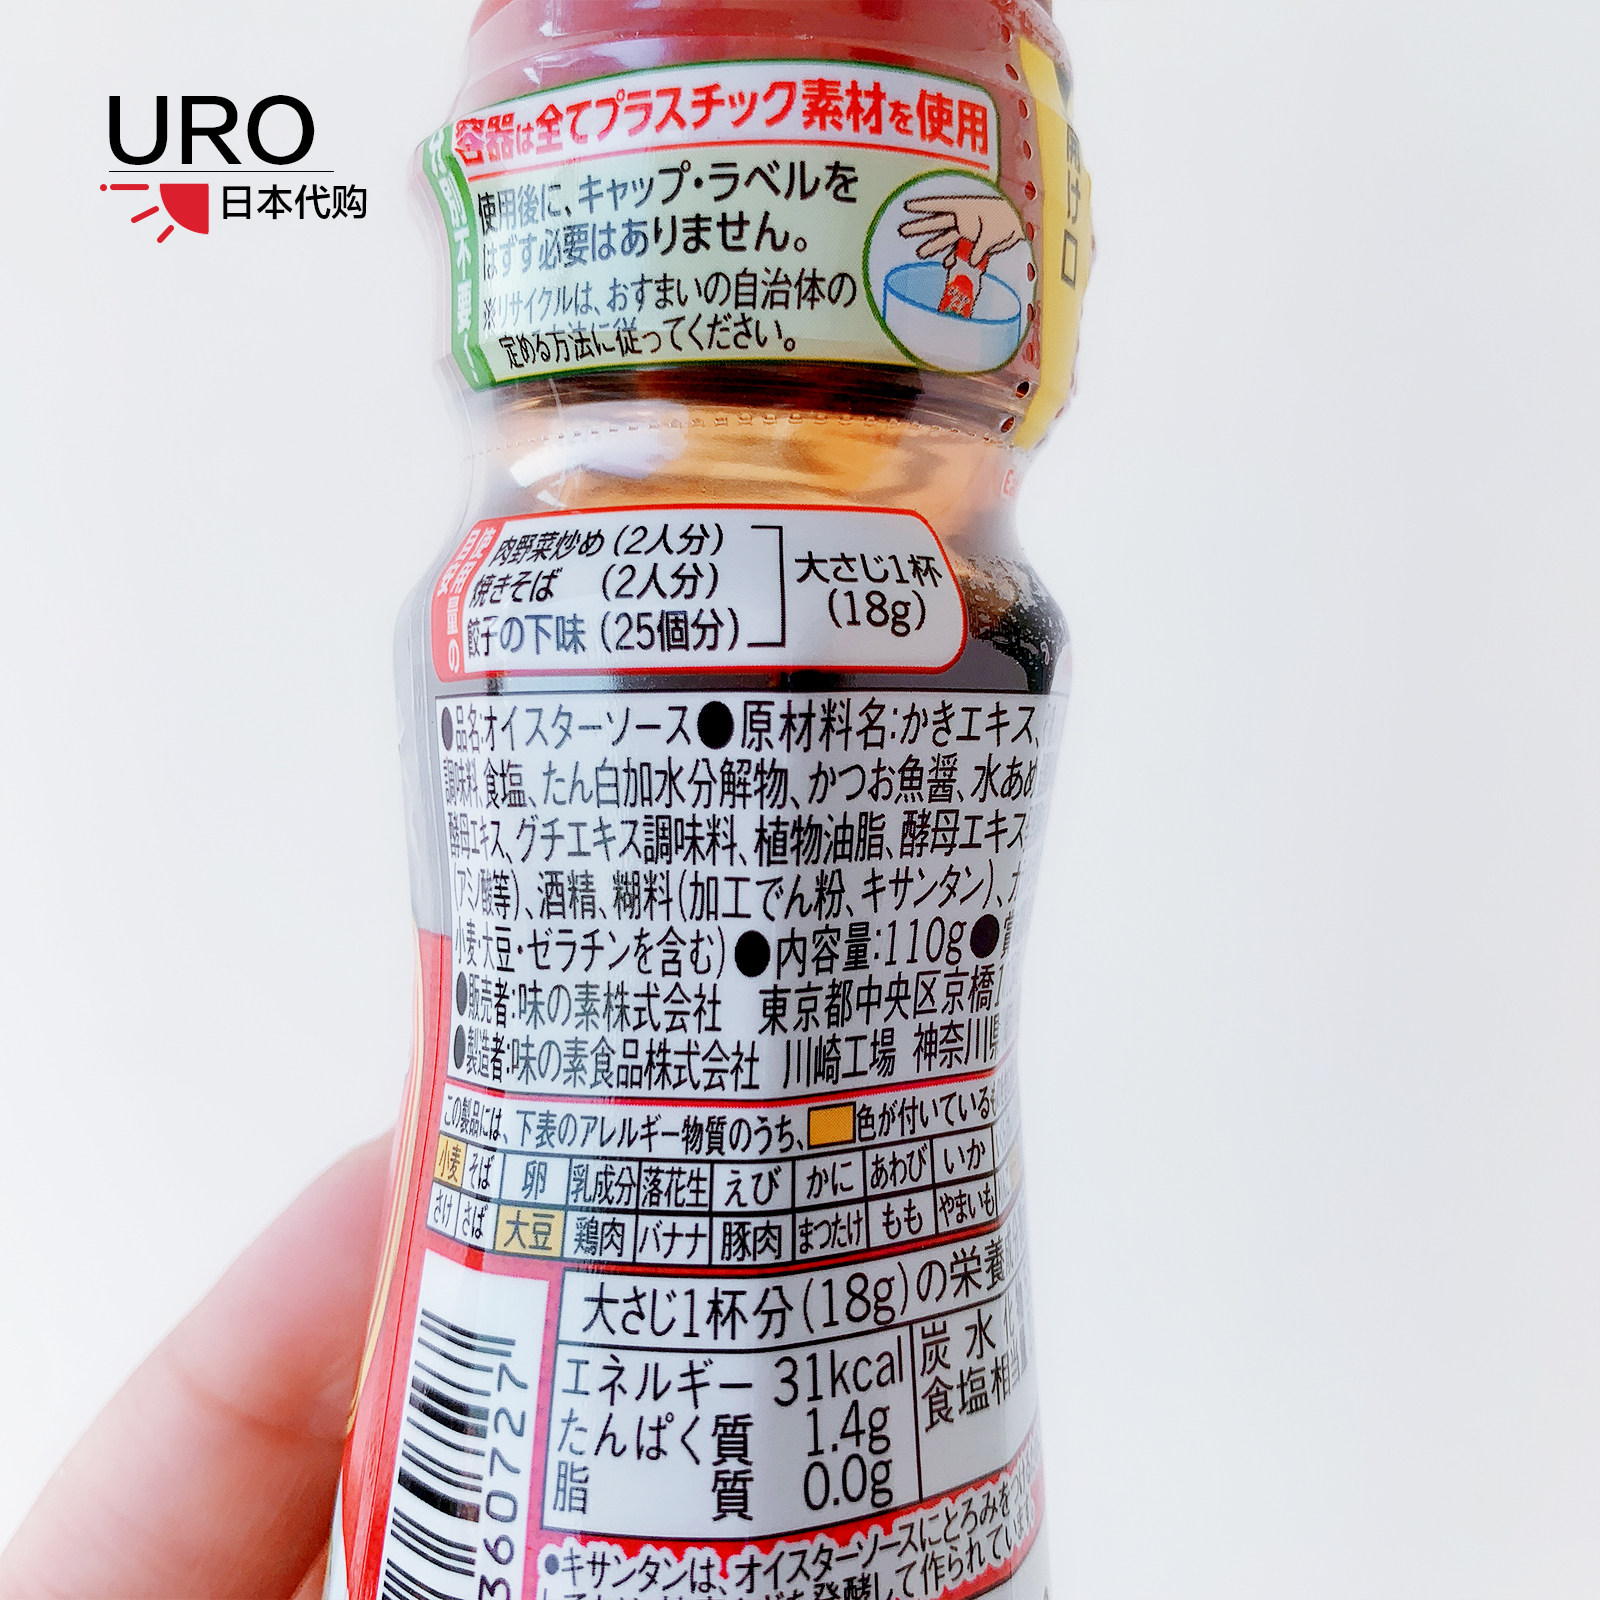 URO
日本代购
容器は全てプラスチック素材を使用
分別不要!
使用後に、キャップ・ラベルを
はずす必要はありません。
※リサイクルは、おすまいの自治体の
定める方法に従ってください。
開け口
使用量の
目安
肉野菜炒め(2人分)
焼きそば (2人分)
餃子の下味(25個分)
大さじ1杯
(18g)
●品名:オイスターソース●原材料名:かきエキス、
調味料、食塩、たん白加水分解物、かつお魚醤、水あめ
酵母エキス、グチエキス調味料、植物油脂、酵母エキス
(アミノ酸等)、酒精、糊料(加工でん粉、キサンタン)、カ
小麦・大豆・ゼラチンを含む)●内容量:110g●賞
●販売者:味の素株式会社 東京都中央区京橋1
●製造者:味の素食品株式会社 川崎工場 神奈川県
この製品には、下表のアレルギー物質のうち、色が付いているも
小麦 そば 卵 乳成分 落花生 えび かに あわび いか
さけ さば 大豆 鶏肉 バナナ 豚肉 まつたけ もも やまいも
大さじ1杯分(18g)の栄養
エネルギー 31kcal
たんぱく質 1.4g
脂質 0.0g
炭水化
食塩相当量
3607277
●キサンタンは、オイスターソースにとろみをつける
発酵して作られています。